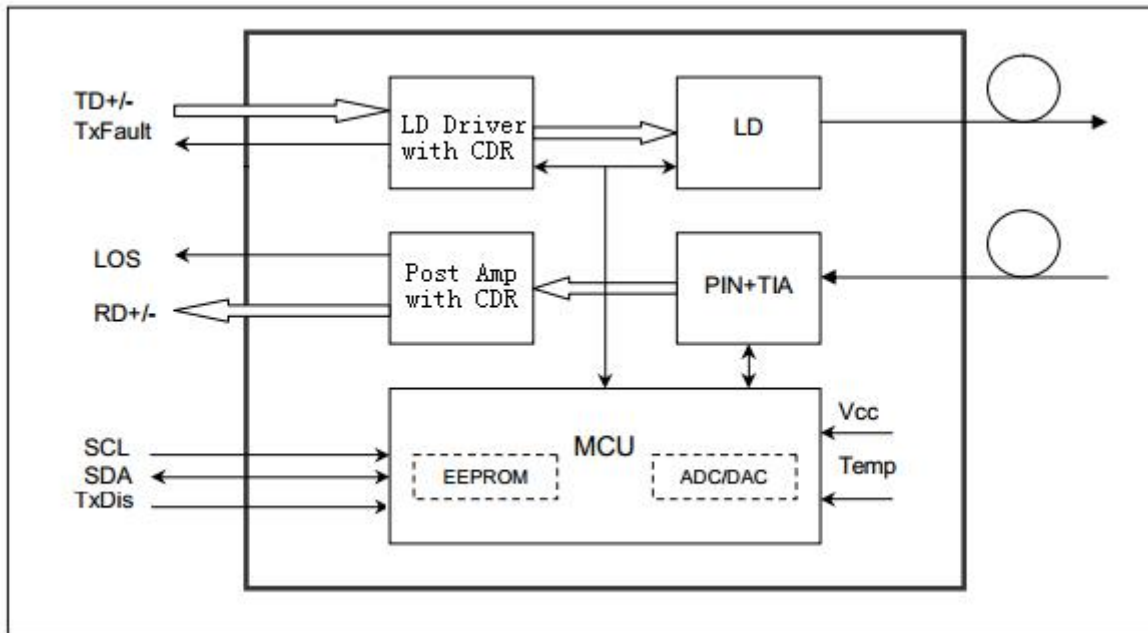 TD+/-
TxFault
LD Driver
with CDR
LD
LOS
RD+/-
Post Amp
with CDR
PIN+TIA
SCL
SDA
TxDis
MCU
EEPROM
ADC/DAC
Vcc
Temp